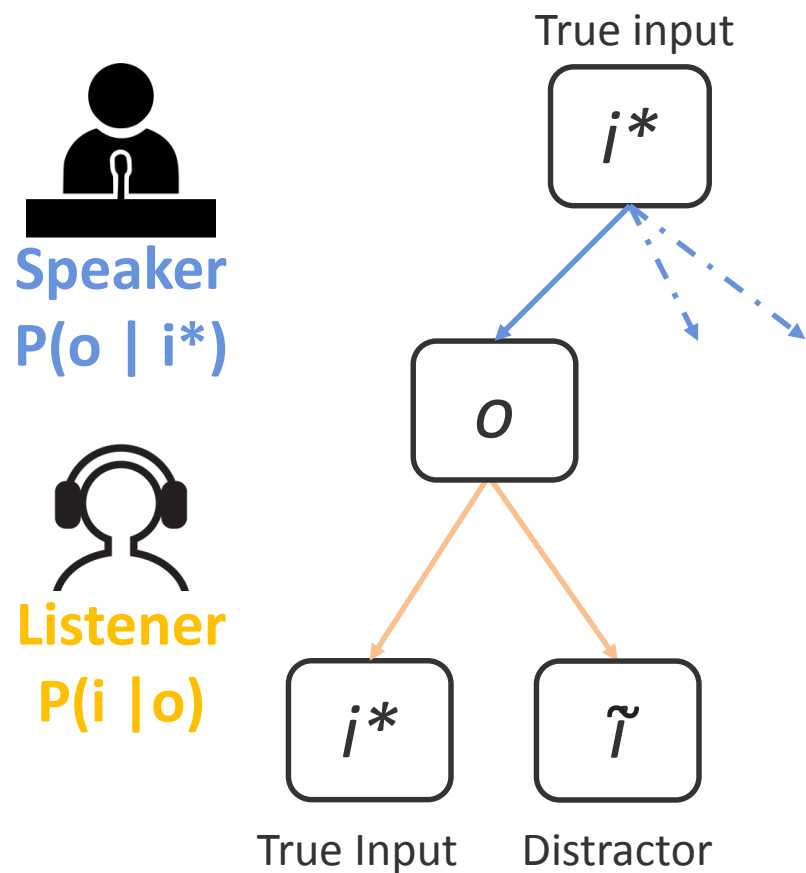 True input
i*
Speaker
P(o | i*)
o
Listener
P(i |o)
i*
ĩ
True Input
Distractor